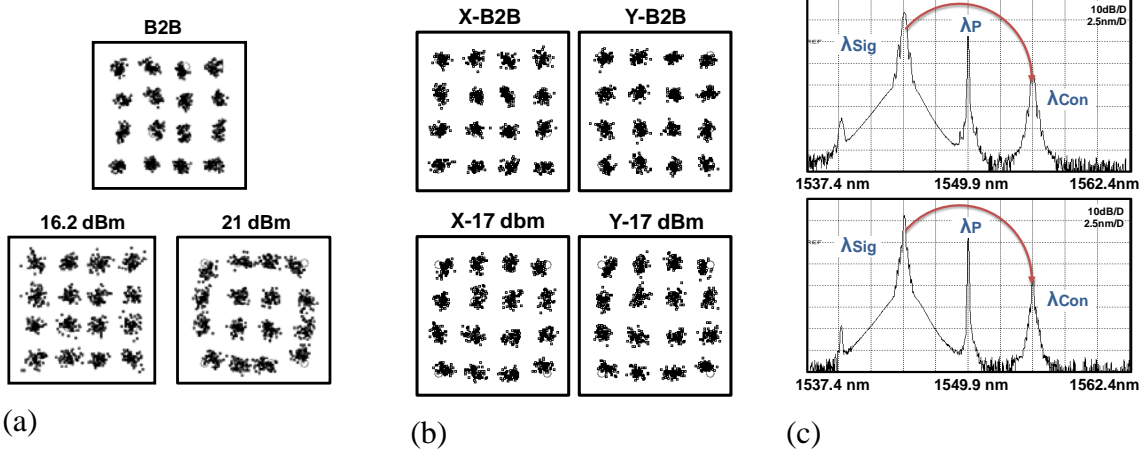 B2B
16.2 dBm
21 dBm
(a)
X-B2B
Y-B2B
X-17 dbm
Y-17 dBm
(b)
10dB/D
2.5nm/D
λSig
λP
λCon
1537.4 nm
1549.9 nm
1562.4nm
10dB/D
2.5nm/D
λSig
λP
λCon
1537.4 nm
1549.9 nm
1562.4nm
(c)